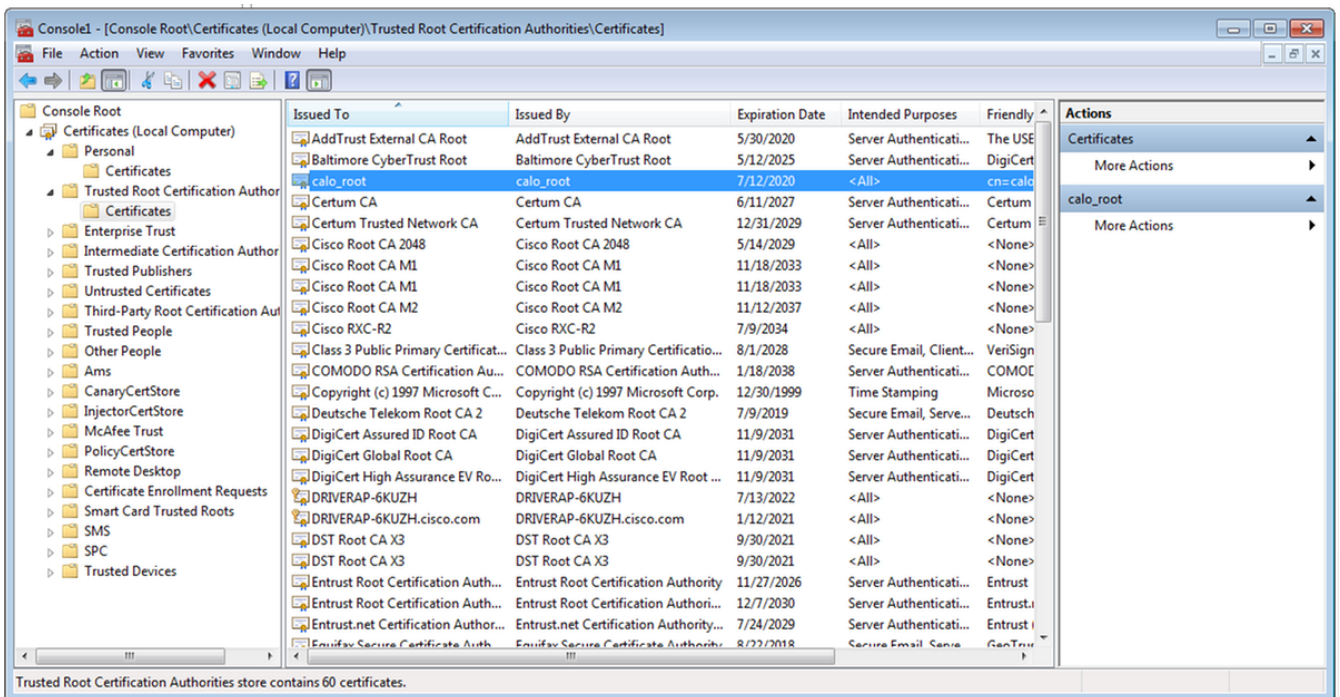 Console1 - [Console Root\Certificates (Local Computer)\Trusted Root Certification Authorities\Certificates]
File Action View Favorites Window Help
Console Root
Certificates (Local Computer)
Personal
Certificates
Trusted Root Certification Author
Certificates
Enterprise Trust
Intermediate Certification Author
Trusted Publishers
Untrusted Certificates
Third-Party Root Certification Aut
Trusted People
Other People
Ams
CanaryCertStore
InjectorCertStore
McAfee Trust
PolicyCertStore
Remote Desktop
Certificate Enrollment Requests
Smart Card Trusted Roots
SMS
SPC
Trusted Devices
Issued To Issued By Expiration Date Intended Purposes Friendly
AddTrust External CA Root AddTrust External CA Root 5/30/2020 Server Authenticati... The USE
Baltimore CyberTrust Root Baltimore CyberTrust Root 5/12/2025 Server Authenticati... DigiCert
calo_root calo_root 7/12/2020 <All> cn=calo
Certum CA Certum CA 6/11/2027 Server Authenticati... Certum
Certum Trusted Network CA Certum Trusted Network CA 12/31/2029 Server Authenticati... Certum
Cisco Root CA 2048 Cisco Root CA 2048 5/14/2029 <All> <None>
Cisco Root CA M1 Cisco Root CA M1 11/18/2033 <All> <None>
Cisco Root CA M1 Cisco Root CA M1 11/18/2033 <All> <None>
Cisco Root CA M2 Cisco Root CA M2 11/12/2037 <All> <None>
Cisco RXC-R2 Cisco RXC-R2 7/9/2034 <All> <None>
Class 3 Public Primary Certificat... Class 3 Public Primary Certificatio... 8/1/2028 Secure Email, Client... VeriSign
COMODO RSA Certification Au... COMODO RSA Certification Auth... 1/18/2038 Server Authenticati... COMOD
Copyright (c) 1997 Microsoft C... Copyright (c) 1997 Microsoft Corp. 12/30/1999 Time Stamping Microso
Deutsche Telekom Root CA 2 Deutsche Telekom Root CA 2 7/9/2019 Secure Email, Serve... Deutsch
DigiCert Assured ID Root CA DigiCert Assured ID Root CA 11/9/2031 Server Authenticati... DigiCert
DigiCert Global Root CA DigiCert Global Root CA 11/9/2031 Server Authenticati... DigiCert
DigiCert High Assurance EV Ro... DigiCert High Assurance EV Root ... 11/9/2031 Server Authenticati... DigiCert
DRIVERAP-6KUZH DRIVERAP-6KUZH 7/13/2022 <All> <None>
DRIVERAP-6KUZH.cisco.com DRIVERAP-6KUZH.cisco.com 1/12/2021 <All> <None>
DST Root CA X3 DST Root CA X3 9/30/2021 <All> <None>
DST Root CA X3 DST Root CA X3 9/30/2021 <All> <None>
Entrust Root Certification Auth... Entrust Root Certification Authority 11/27/2026 Server Authenticati... Entrust
Entrust Root Certification Auth... Entrust Root Certification Authori... 12/7/2030 Server Authenticati... Entrust.
Entrust.net Certification Author... Entrust.net Certification Authority... 7/24/2029 Server Authenticati... Entrust
Equifax Secure Certificate Auth Equifax Secure Certificate Authority 8/22/2018 Secure Email, Serve GeoTrus
Actions
Certificates
More Actions
calo_root
More Actions
Trusted Root Certification Authorities store contains 60 certificates.